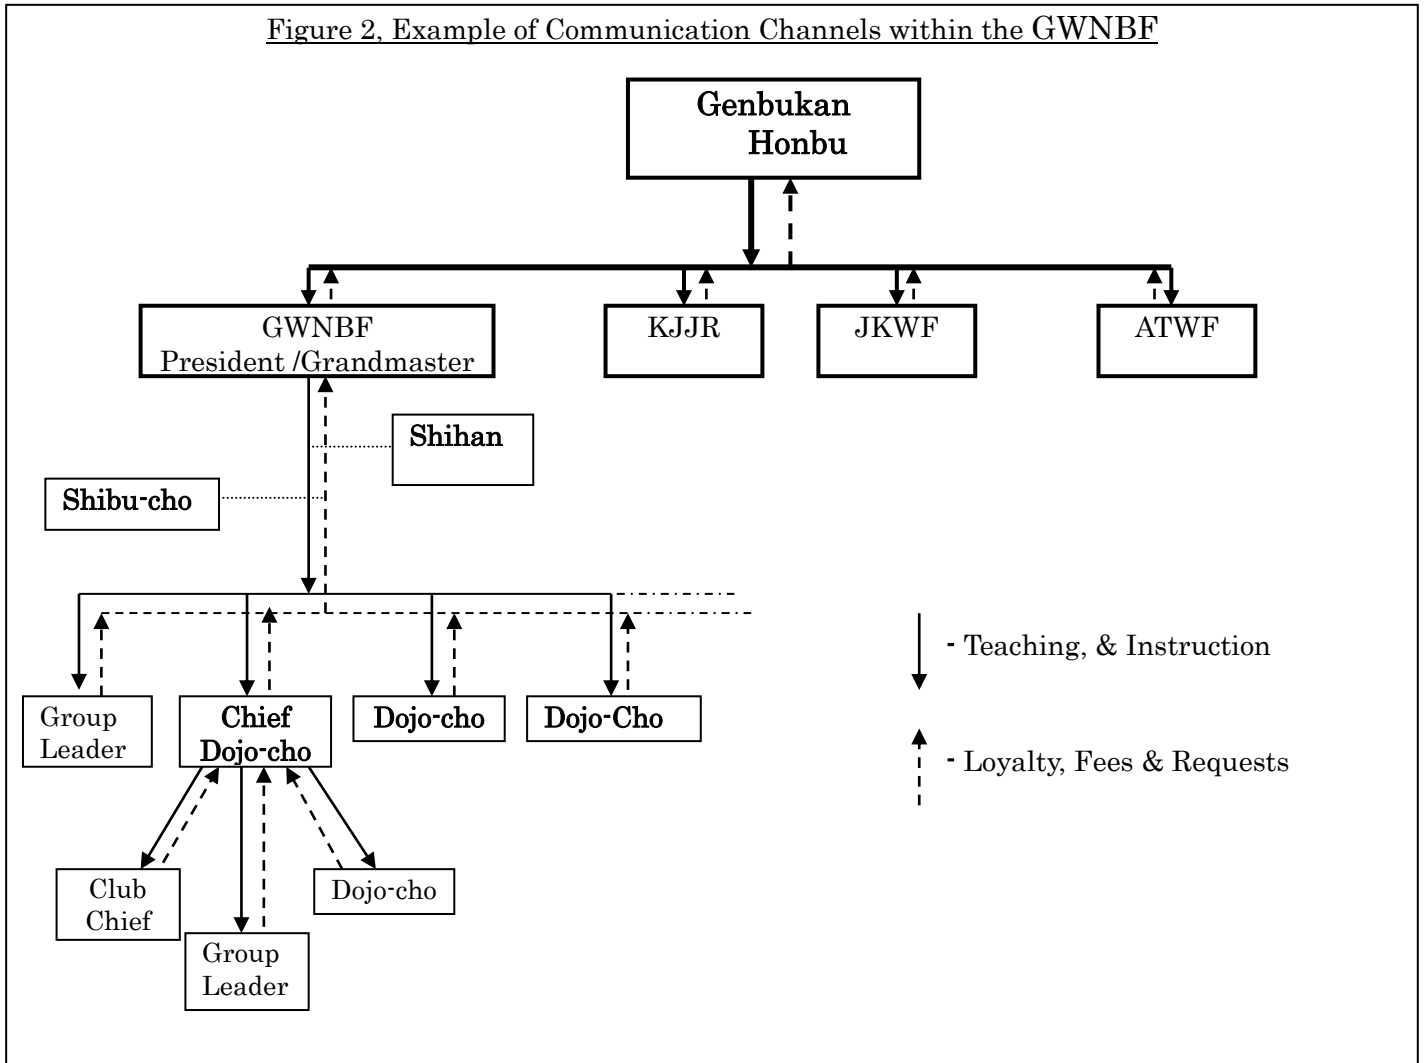 Figure 2, Example of Communication Channels within the GWNBF
Genbukan
Honbu
GWNBF
President /Grandmaster
KJJR
JKWF
ATWF
Shihan
Shibu-cho
Group
Leader
Chief
Dojo-cho
Dojo-cho
Dojo-Cho
- Teaching, & Instruction
- Loyalty, Fees & Requests
Club
Chief
Group
Leader
Dojo-cho